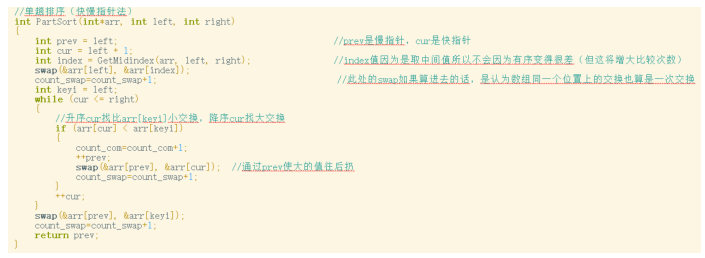 //单趟排序（快慢指针法）
int PartSort(int*arr, int left, int right)
{
    int prev = left;    //prev是慢指针，cur是快指针
    int cur = left + 1;
    int index = GetMidindex(arr, left, right);    //index值因为是取中间值所以不会因为有序变得很差（但这将增大比较次数）
    swap(&arr[left], &arr[index]);
    count_swap=count_swap+1;    //此处的swap如果算进去的话，是认为数组同一个位置上的交换也算是一次交换
    int key1 = left;
    while (cur <= right)
    {
        //升序cur找比arr[key1]小交换，降序cur找大交换
        if (arr[cur] < arr[key1])
        {
            count_com=count_com+1;
            ++prev;
            swap(&arr[prev], &arr[cur]);  //通过prev使大的值往后扔
            count_swap=count_swap+1;
        }
        ++cur;
    }
    swap(&arr[prev], &arr[key1]);
    count_swap=count_swap+1;
    return prev;
}